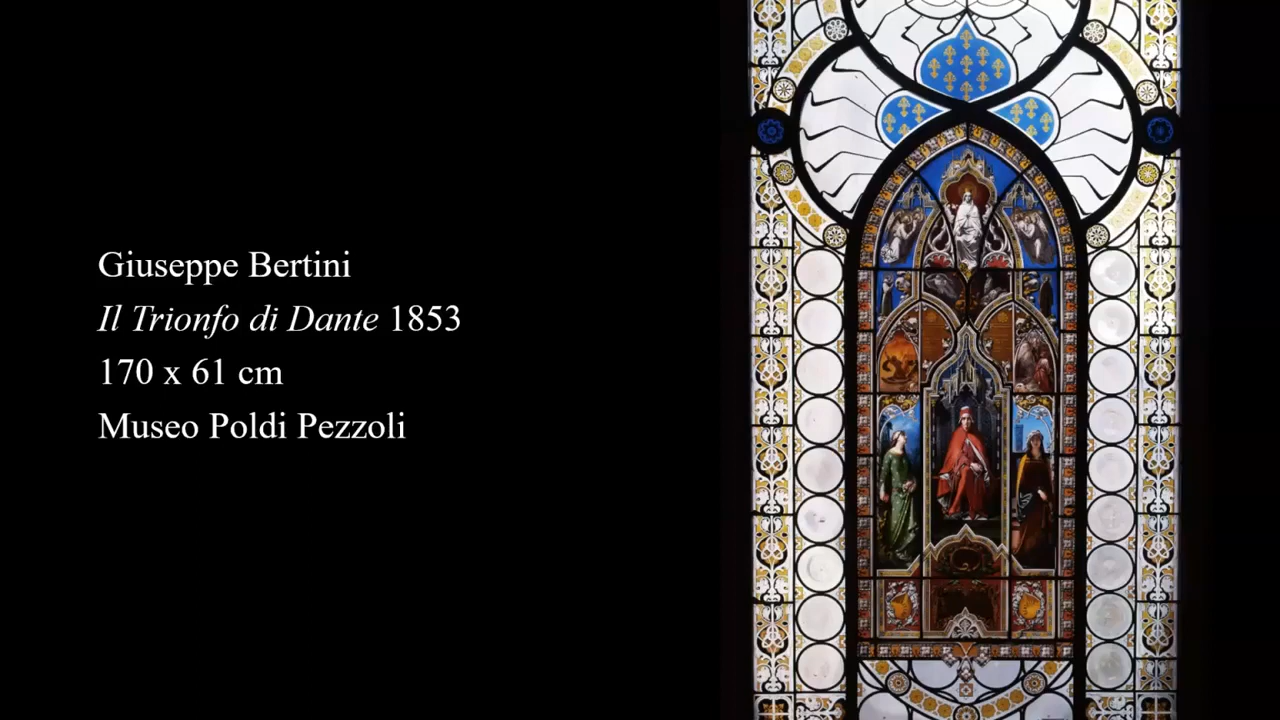 Giuseppe Bertini
Il Trionfo di Dante 1853
170 x 61 cm
Museo Poldi Pezzoli